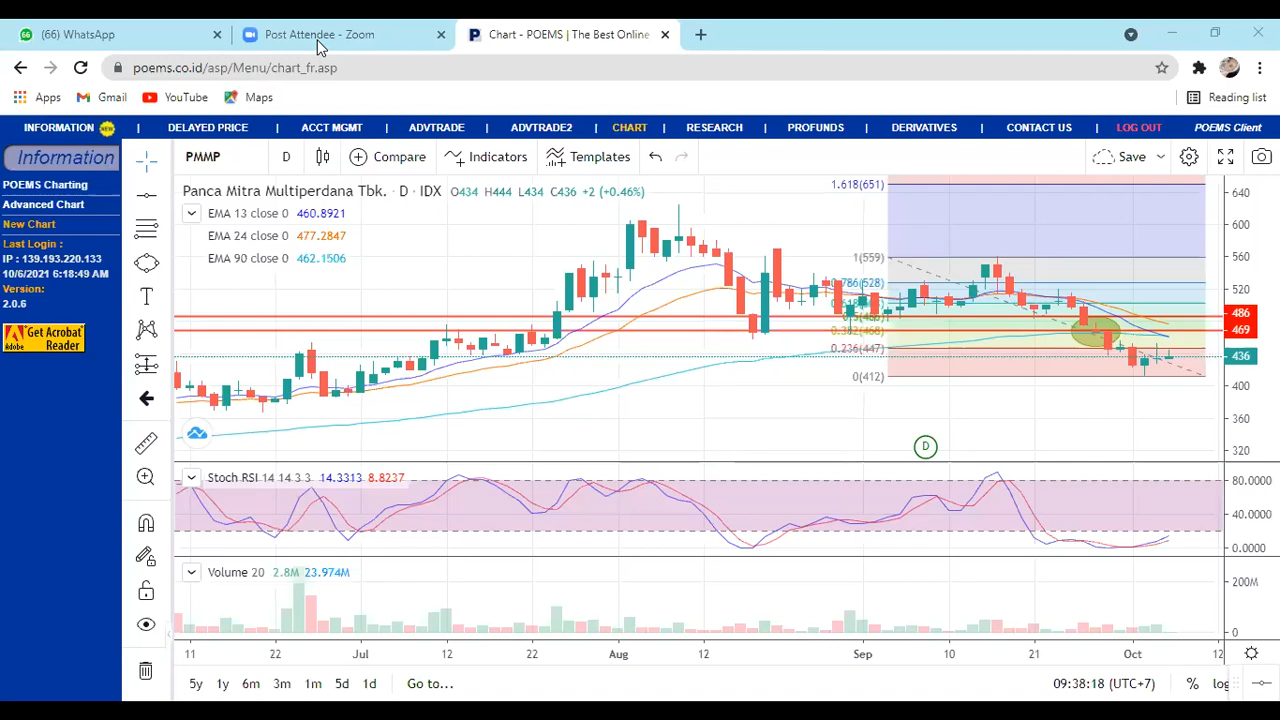 (66) WhatsApp
Post Attendee - Zoom
Chart - POEMS | The Best Online
poems.co.id/asp/Menu/chart_fr.asp
Apps
Gmail
YouTube
Maps
Reading list
INFORMATION NEW | DELAYED PRICE | ACCT MGMT | ADVTRADE | ADVTRADE2 | CHART | RESEARCH | PROFUNDS | DERIVATIVES | CONTACT US | LOG OUT POEMS Client
Information
POEMS Charting
Advanced Chart
New Chart
Last Login :
IP : 139.193.220.133
10/6/2021 6:18:49 AM
Version:
2.0.6
Get Acrobat
Reader
Adobe
PMMP D Compare Indicators Templates Save
Panca Mitra Multiperdana Tbk. · D · IDX O434 H444 L434 C436 +2 (+0.46%)
EMA 13 close 0 460.8921
EMA 24 close 0 477.2847
EMA 90 close 0 462.1506
1.618(651)
1(559)
0.786(528)
0.382(468)
0.236(447)
0(412)
640
600
560
520
486
469
436
400
360
320
D
Stoch RSI 14 14 3 3 14.3313 8.8237
80.0000
40.0000
0.0000
Volume 20 2.8M 23.974M
200M
0
11 22 Jul 12 22 Aug 12 Sep 10 21 Oct 12
5y 1y 6m 3m 1m 5d 1d Go to... 09:38:18 (UTC+7) % log